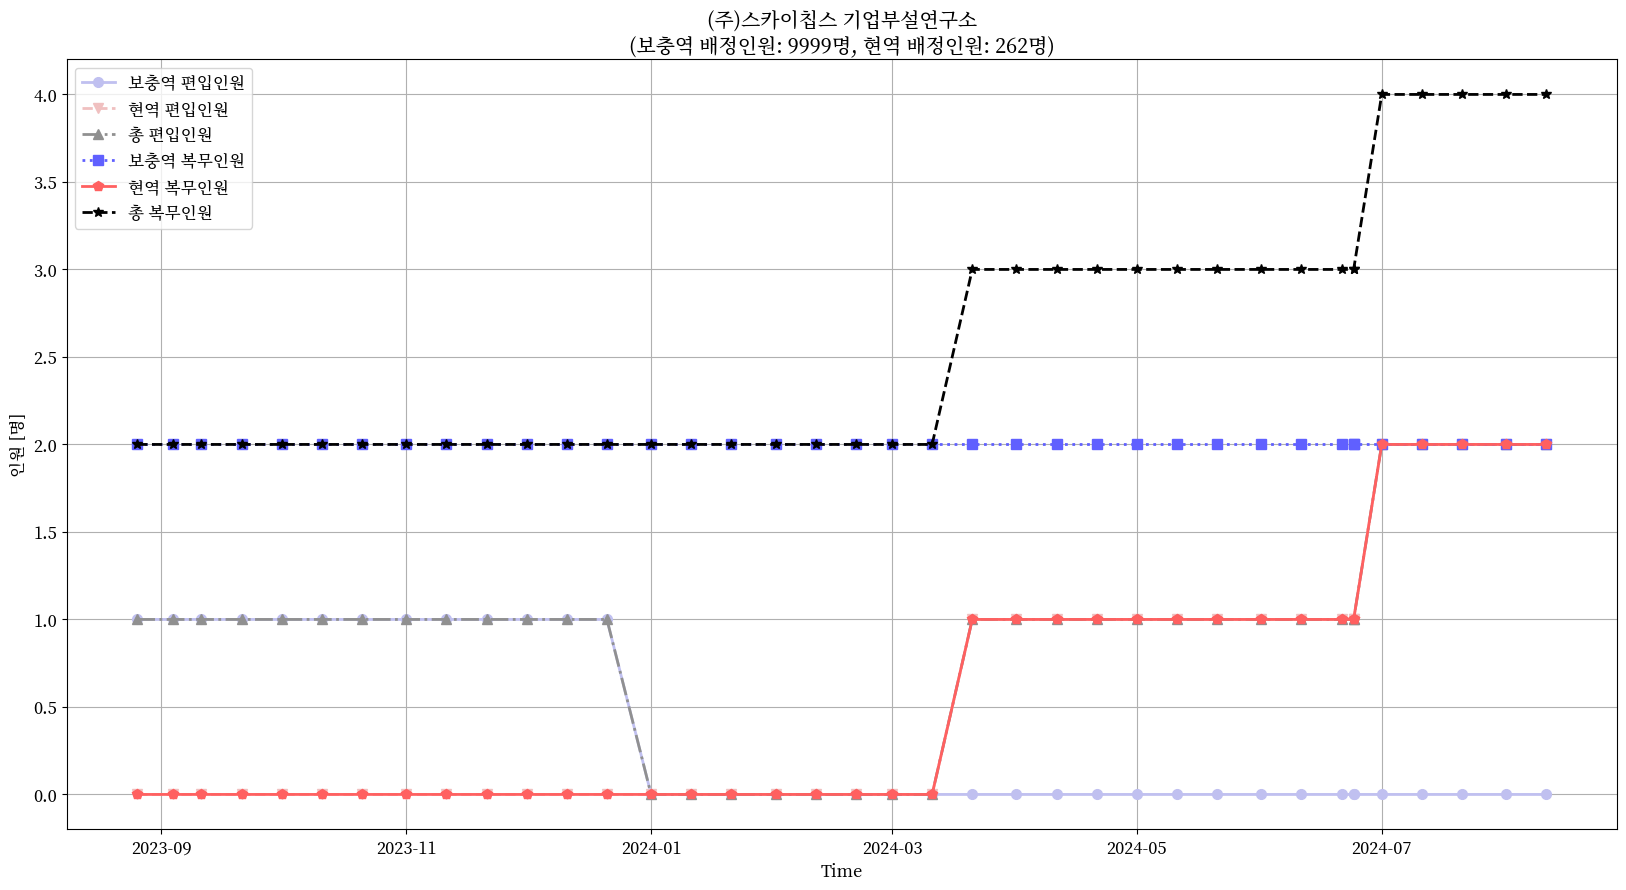 (주)스카이칩스 기업부설연구소
(보충역 배정인원: 9999명, 현역 배정인원: 262명)
보충역 편입인원
현역 편입인원
총 편입인원
보충역 복무인원
현역 복무인원
총 복무인원
인원 [명]
4.0
3.5
3.0
2.5
2.0
1.5
1.0
0.5
0.0
2023-09
2023-11
2024-01
2024-03
2024-05
2024-07
Time